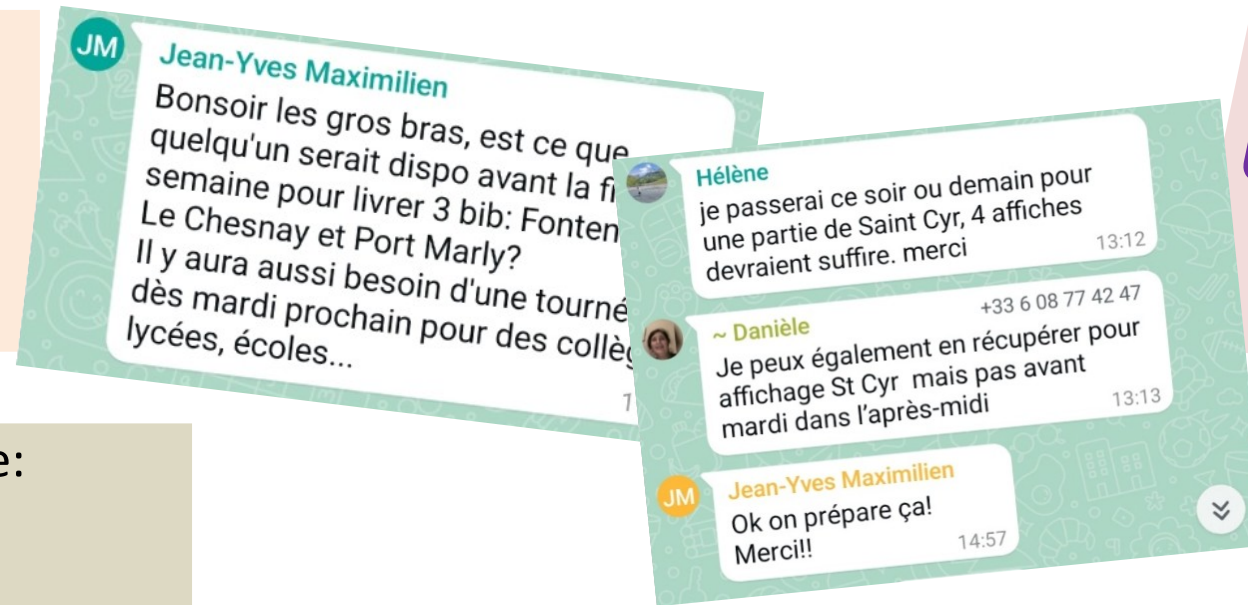 JM
Jean-Yves Maximilien
Bonsoir les gros bras, est ce que
quelqu'un serait dispo avant la
semaine pour livrer 3 bib:
Le Chesnay et Port Marly?
Il y aura aussi besoin d'une
dès mardi prochain pour des
lycées, écoles...
Hélène
je passerai ce soir ou demain pour
une partie de Saint Cyr, 4 affiches
devraient suffire. merci
13:12
+33 6 08 77 42 47
~ Danièle
Je peux également en récupérer pour
affichage St Cyr mais pas avant
mardi dans l'après-midi
13:13
JM
Jean-Yves Maximilien
Ok on prépare ça!
Merci!!
14:57